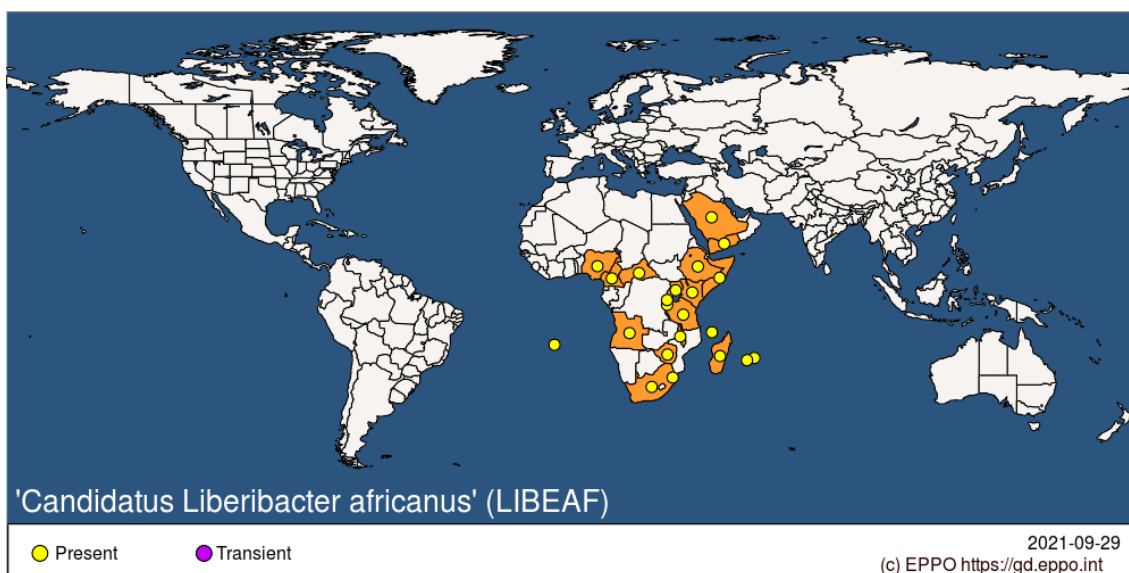 'Candidatus Liberibacter africanus' (LIBEAF)
Present
Transient
2021-09-29
(c) EPPO https://gd.eppo.int